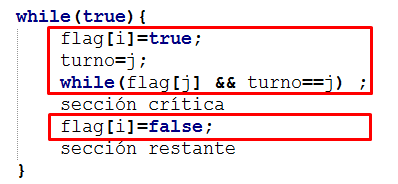 while(true){
flag[i]=true;
turno=j;
while(flag[j] && turno==j) ;
sección crítica
flag[i]=false;
sección restante
}